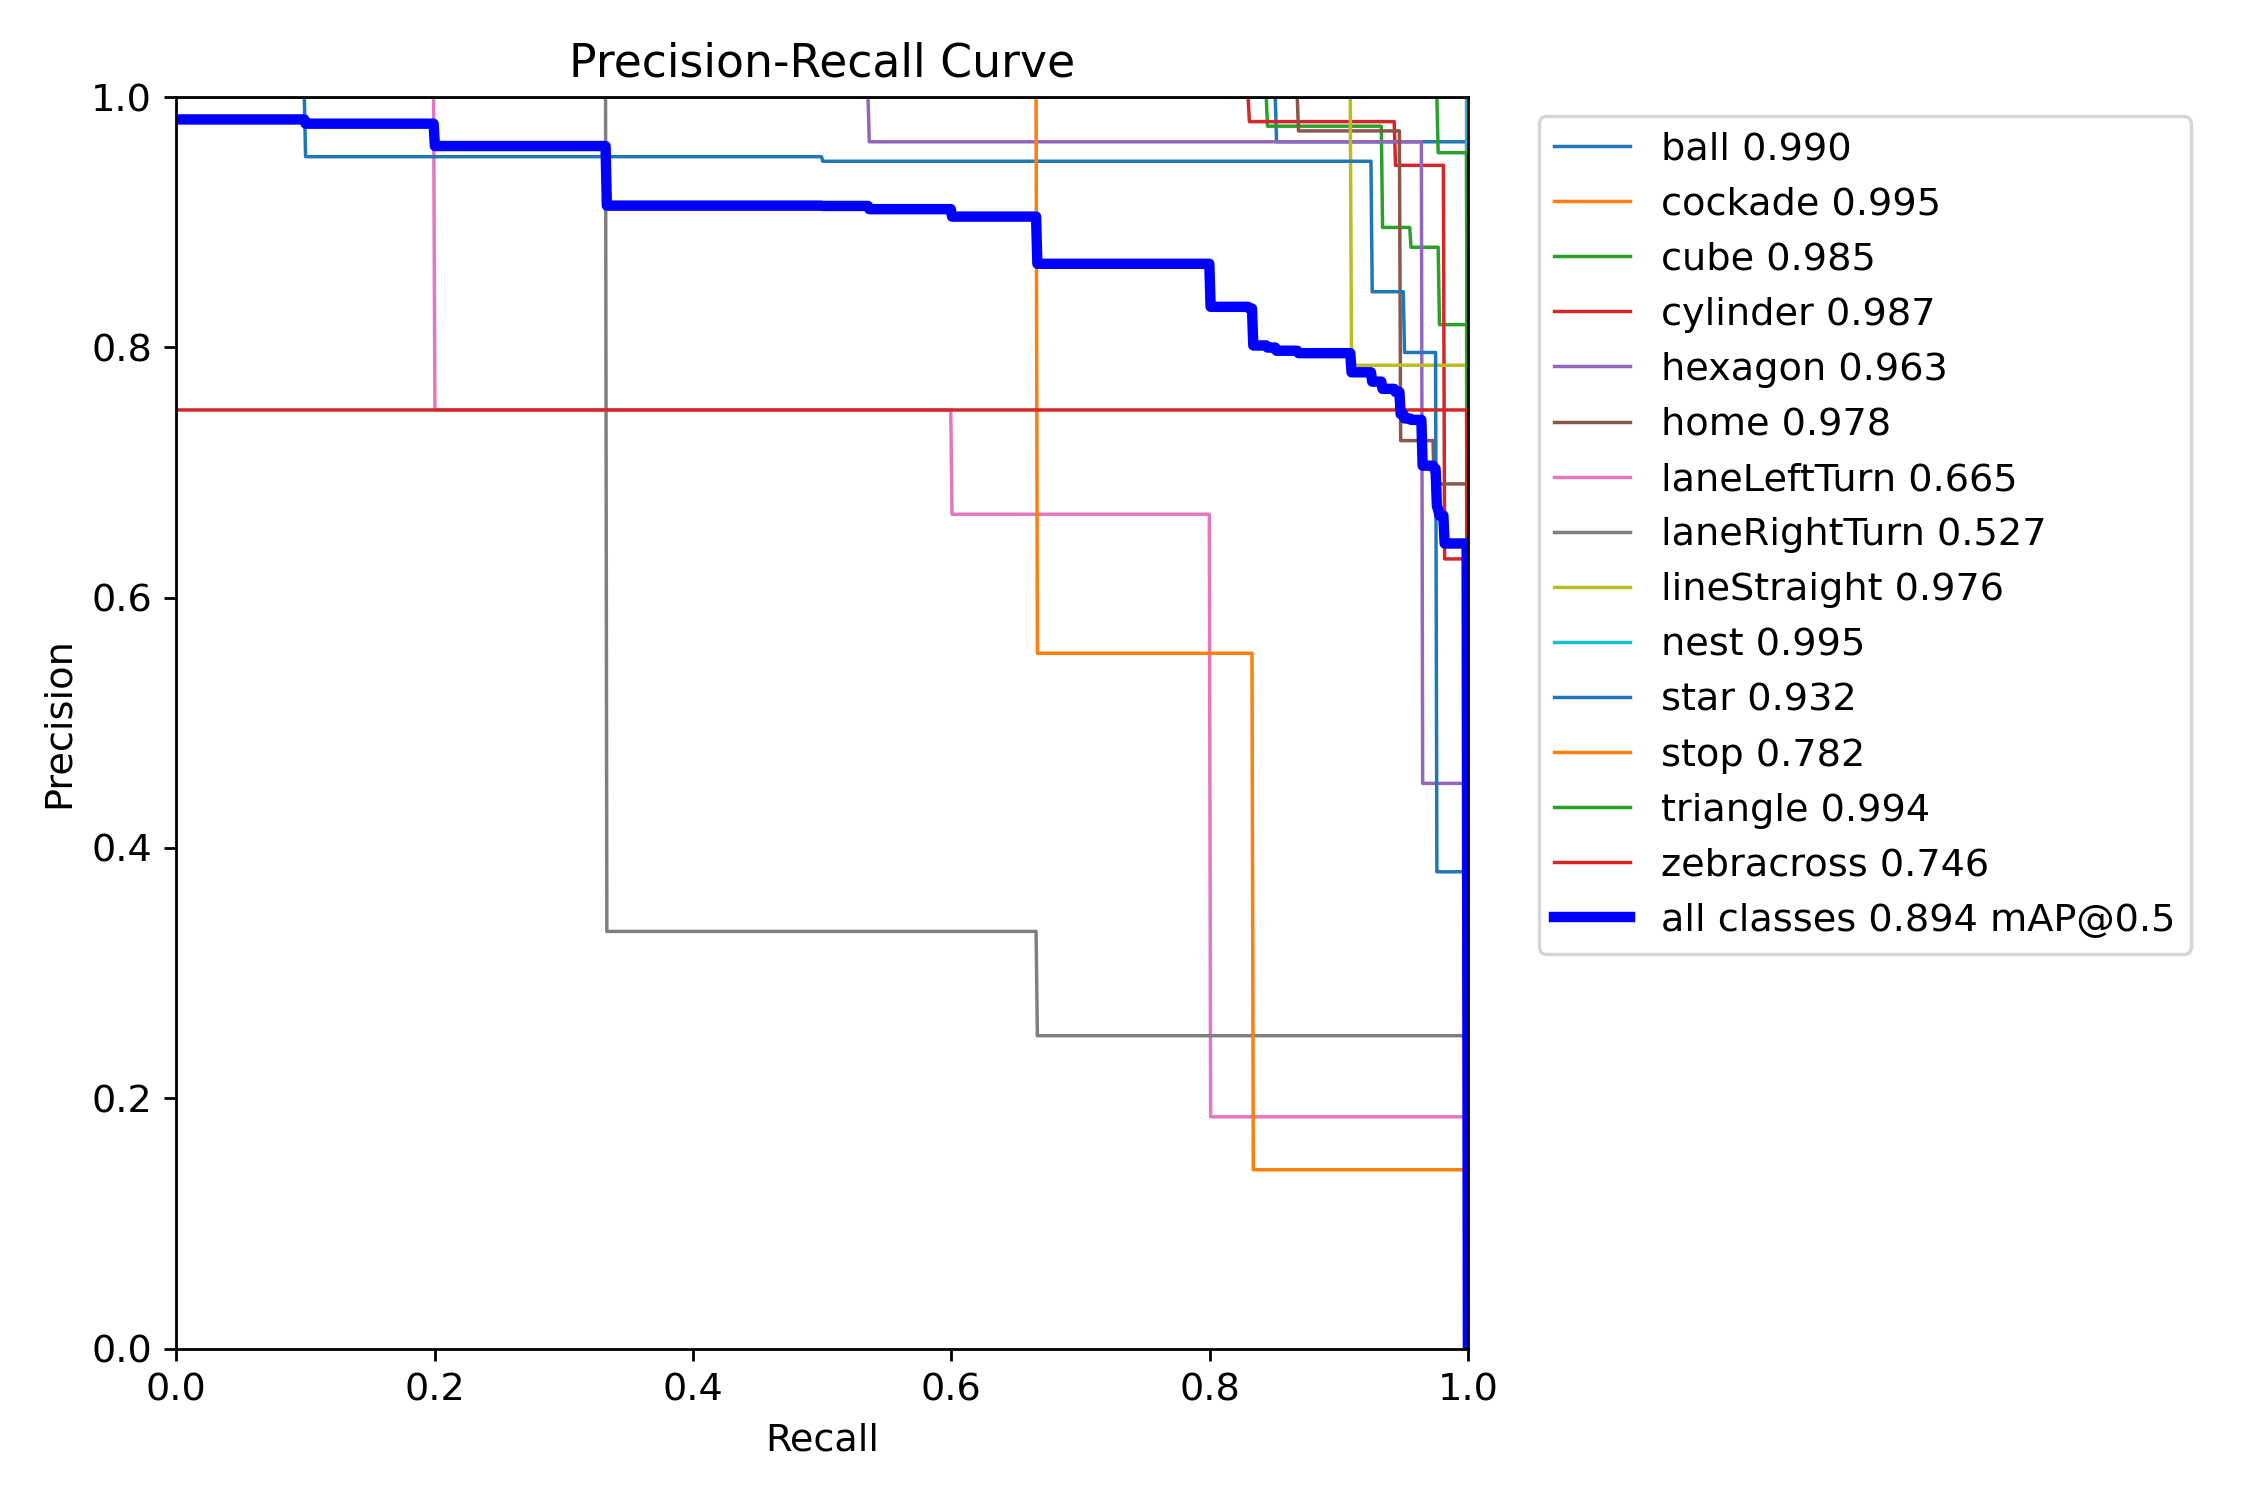 Precision-Recall Curve
1.0
0.8
0.6
0.4
0.2
0.0
Precision
0.0 0.2 0.4 0.6 0.8 1.0
Recall
ball 0.990
cockade 0.995
cube 0.985
cylinder 0.987
hexagon 0.963
home 0.978
laneLeftTurn 0.665
laneRightTurn 0.527
lineStraight 0.976
nest 0.995
star 0.932
stop 0.782
triangle 0.994
zebracross 0.746
all classes 0.894 mAP@0.5